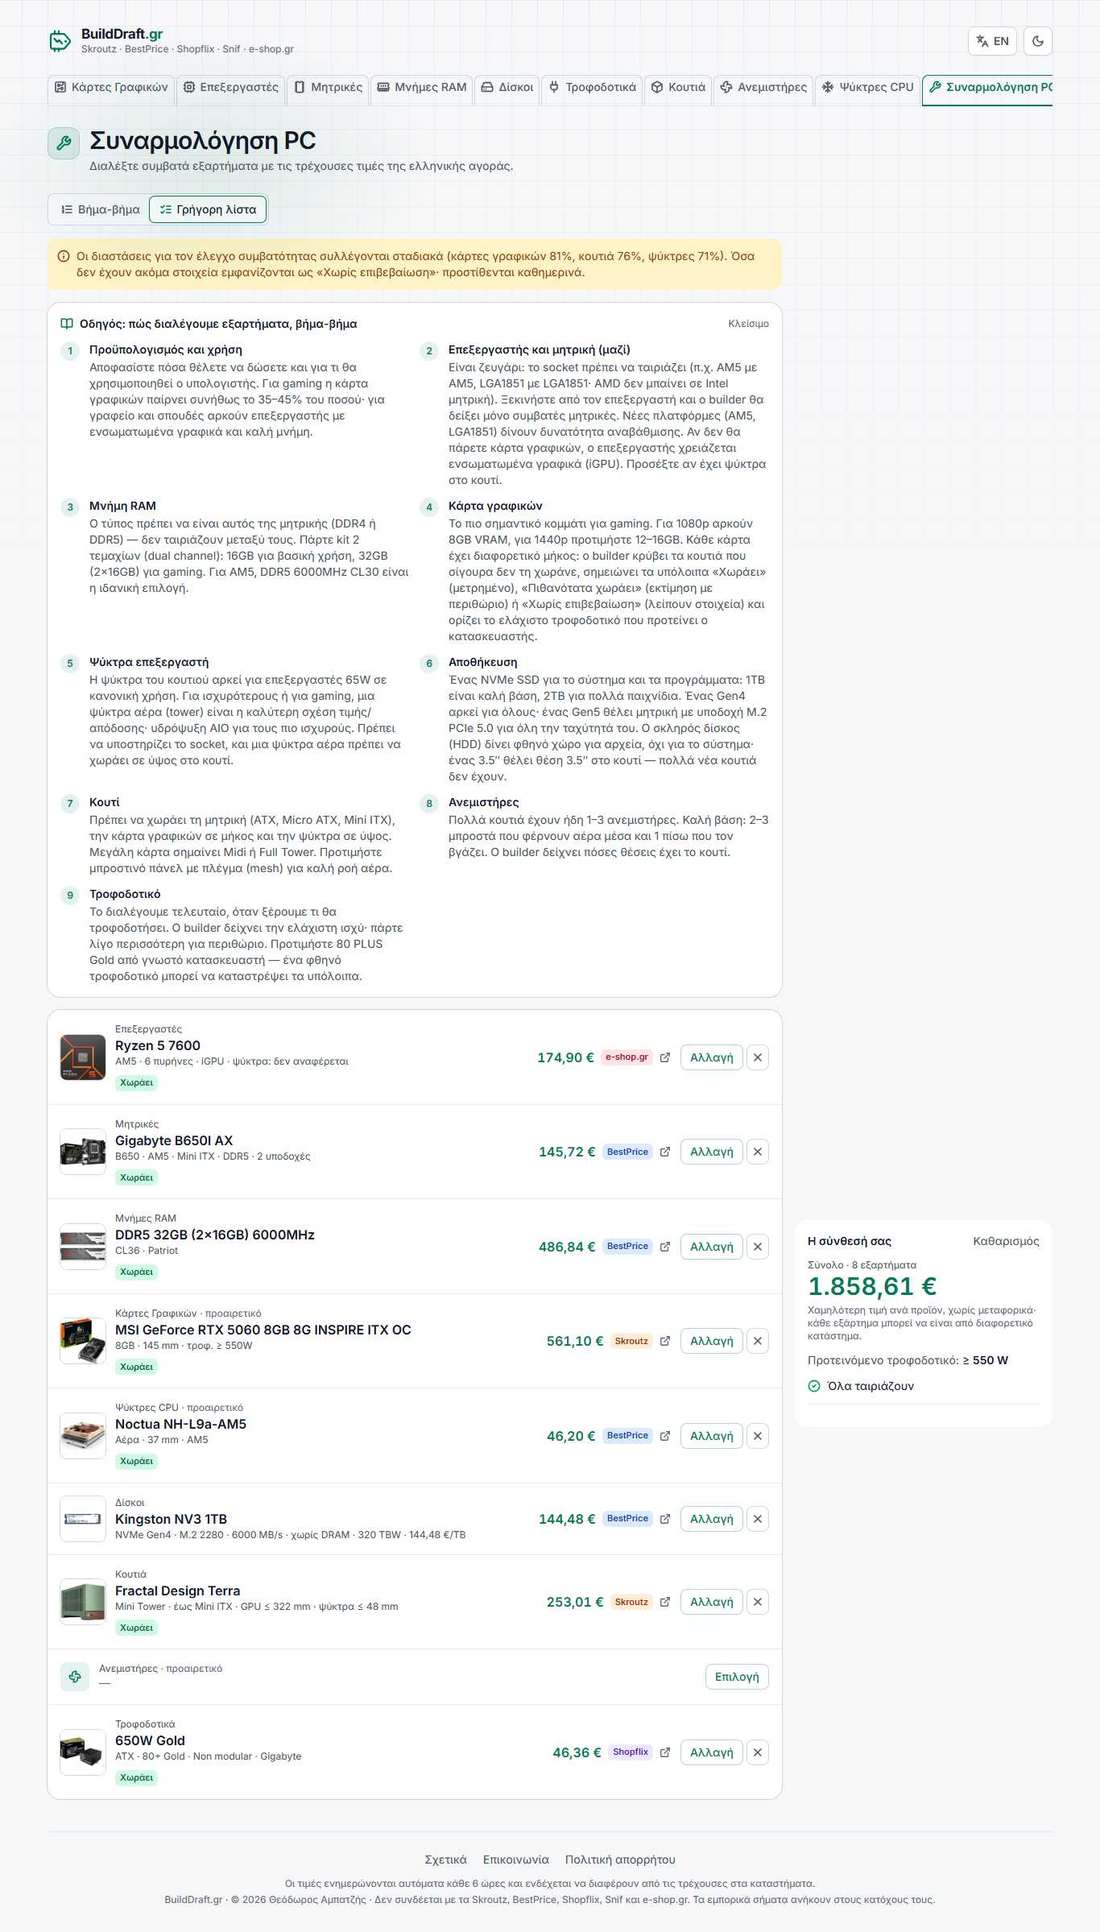 BuildDraft.gr
Skroutz · BestPrice · Shopflix · Snif · e-shop.gr
EN
Κάρτες Γραφικών
Επεξεργαστές
Μητρικές
Μνήμες RAM
Δίσκοι
Τροφοδοτικά
Κουτιά
Ανεμιστήρες
Ψύκτρες CPU
Συναρμολόγηση PC
Συναρμολόγηση PC
Διαλέξτε συμβατά εξαρτήματα με τις τρέχουσες τιμές της ελληνικής αγοράς.
Βήμα-βήμα
Γρήγορη λίστα
Οι διαστάσεις για τον έλεγχο συμβατότητας συλλέγονται σταδιακά (κάρτες γραφικών 81%, κουτιά 76%, ψύκτρες 71%). Όσα
δεν έχουν ακόμα στοιχεία εμφανίζονται ως «Χωρίς επιβεβαίωση»· προστίθενται καθημερινά.
Οδηγός: πώς διαλέγουμε εξαρτήματα, βήμα-βήμα
Κλείσιμο
1 Προϋπολογισμός και χρήση
Αποφασίστε πόσα θέλετε να δώσετε και για τι θα
χρησιμοποιηθεί ο υπολογιστής. Για gaming η κάρτα
γραφικών παίρνει συνήθως το 35–45% του ποσού· για
γραφείο και σπουδές αρκούν επεξεργαστής με
ενσωματωμένα γραφικά και καλή μνήμη.
2 Επεξεργαστής και μητρική (μαζί)
Είναι ζευγάρι: το socket πρέπει να ταιριάζει (π.χ. AM5 με
AM5, LGA1851 με LGA1851· AMD δεν μπαίνει σε Intel
μητρική). Ξεκινήστε από τον επεξεργαστή και ο builder θα
δείξει μόνο συμβατές μητρικές. Νέες πλατφόρμες (AM5,
LGA1851) δίνουν δυνατότητα αναβάθμισης. Αν δεν θα
πάρετε κάρτα γραφικών, ο επεξεργαστής χρειάζεται
ενσωματωμένα γραφικά (iGPU). Προσέξτε αν έχει ψύκτρα
στο κουτί.
3 Μνήμη RAM
Ο τύπος πρέπει να είναι αυτός της μητρικής (DDR4 ή
DDR5) — δεν ταιριάζουν μεταξύ τους. Πάρτε kit 2
τεμαχίων (dual channel): 16GB για βασική χρήση, 32GB
(2×16GB) για gaming. Για AM5, DDR5 6000MHz CL30 είναι
η ιδανική επιλογή.
4 Κάρτα γραφικών
Το πιο σημαντικό κομμάτι για gaming. Για 1080p αρκούν
8GB VRAM, για 1440p προτιμήστε 12–16GB. Κάθε κάρτα
έχει διαφορετικό μήκος: ο builder κρύβει τα κουτιά που
σίγουρα δεν τη χωράνε, σημειώνει τα υπόλοιπα «Χωράει»
(μετρημένο), «Πιθανότατα χωράει» (εκτίμηση με
περιθώριο) ή «Χωρίς επιβεβαίωση» (λείπουν στοιχεία) και
ορίζει το ελάχιστο τροφοδοτικό που προτείνει ο
κατασκευαστής.
5 Ψύκτρα επεξεργαστή
Η ψύκτρα του κουτιού αρκεί για επεξεργαστές 65W σε
κανονική χρήση. Για ισχυρότερους ή για gaming, μια
ψύκτρα αέρα (tower) είναι η καλύτερη σχέση τιμής/
απόδοσης· υδρόψυξη AIO για τους πιο ισχυρούς. Πρέπει
να υποστηρίζει το socket, και μια ψύκτρα αέρα πρέπει να
χωράει σε ύψος στο κουτί.
6 Αποθήκευση
Ένας NVMe SSD για το σύστημα και τα προγράμματα: 1TB
είναι καλή βάση, 2TB για πολλά παιχνίδια. Ένας Gen4
αρκεί για όλους· ένας Gen5 θέλει μητρική με υποδοχή M.2
PCIe 5.0 για όλη την ταχύτητά του. Ο σκληρός δίσκος
(HDD) δίνει φθηνό χώρο για αρχεία, όχι για το σύστημα·
ένας 3.5″ θέλει θέση 3.5″ στο κουτί — πολλά νέα κουτιά
δεν έχουν.
7 Κουτί
Πρέπει να χωράει τη μητρική (ATX, Micro ATX, Mini ITX),
την κάρτα γραφικών σε μήκος και την ψύκτρα σε ύψος.
Μεγάλη κάρτα σημαίνει Midi ή Full Tower. Προτιμήστε
μπροστινό πάνελ με πλέγμα (mesh) για καλή ροή αέρα.
8 Ανεμιστήρες
Πολλά κουτιά έχουν ήδη 1–3 ανεμιστήρες. Καλή βάση: 2–3
μπροστά που φέρνουν αέρα μέσα και 1 πίσω που τον
βγάζει. Ο builder δείχνει πόσες θέσεις έχει το κουτί.
9 Τροφοδοτικό
Το διαλέγουμε τελευταίο, όταν ξέρουμε τι θα
τροφοδοτήσει. Ο builder δείχνει την ελάχιστη ισχύ· πάρτε
λίγο περισσότερη για περιθώριο. Προτιμήστε 80 PLUS
Gold από γνωστό κατασκευαστή — ένα φθηνό
τροφοδοτικό μπορεί να καταστρέψει τα υπόλοιπα.
Επεξεργαστές
Ryzen 5 7600
AM5 · 6 πυρήνες · iGPU · ψύκτρα: δεν αναφέρεται
Χωράει
174,90 € e-shop.gr Αλλαγή
Μητρικές
Gigabyte B650I AX
B650 · AM5 · Mini ITX · DDR5 · 2 υποδοχές
Χωράει
145,72 € BestPrice Αλλαγή
Μνήμες RAM
DDR5 32GB (2×16GB) 6000MHz
CL36 · Patriot
Χωράει
486,84 € BestPrice Αλλαγή
Κάρτες Γραφικών · προαιρετικό
MSI GeForce RTX 5060 8GB 8G INSPIRE ITX OC
8GB · 145 mm · τροφ. ≥ 550W
Χωράει
561,10 € Skroutz Αλλαγή
Ψύκτρες CPU · προαιρετικό
Noctua NH-L9a-AM5
Αέρα · 37 mm · AM5
Χωράει
46,20 € BestPrice Αλλαγή
Δίσκοι
Kingston NV3 1TB
NVMe Gen4 · M.2 2280 · 6000 MB/s · χωρίς DRAM · 320 TBW · 144,48 €/TB
144,48 € BestPrice Αλλαγή
Κουτιά
Fractal Design Terra
Mini Tower · έως Mini ITX · GPU ≤ 322 mm · ψύκτρα ≤ 48 mm
Χωράει
253,01 € Skroutz Αλλαγή
Ανεμιστήρες · προαιρετικό
—
Επιλογή
Τροφοδοτικά
650W Gold
ATX · 80+ Gold · Non modular · Gigabyte
Χωράει
46,36 € Shopflix Αλλαγή
Η σύνθεσή σας
Καθαρισμός
Σύνολο · 8 εξαρτήματα
1.858,61 €
Χαμηλότερη τιμή ανά προϊόν, χωρίς μεταφορικά·
κάθε εξάρτημα μπορεί να είναι από διαφορετικό
κατάστημα.
Προτεινόμενο τροφοδοτικό: ≥ 550 W
Όλα ταιριάζουν
Σχετικά
Επικοινωνία
Πολιτική απορρήτου
Οι τιμές ενημερώνονται αυτόματα κάθε 6 ώρες και ενδέχεται να διαφέρουν από τις τρέχουσες στα καταστήματα.
BuildDraft.gr · © 2026 Θεόδωρος Αμπατζής · Δεν συνδέεται με τα Skroutz, BestPrice, Shopflix, Snif και e-shop.gr. Τα εμπορικά σήματα ανήκουν στους κατόχους τους.